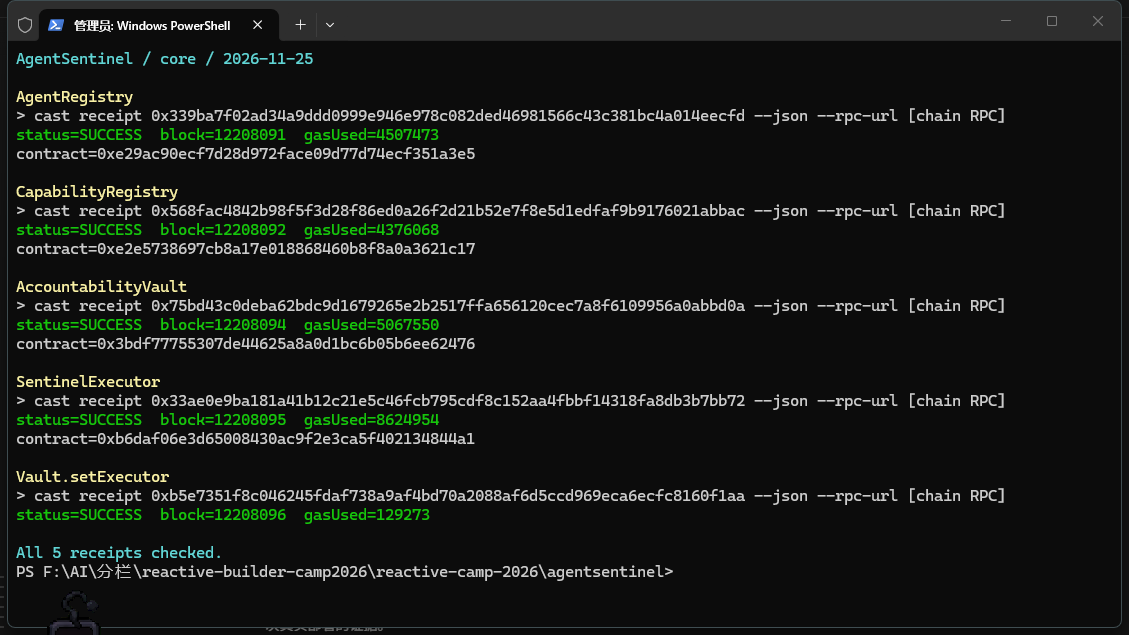 管理员: Windows PowerShell
AgentSentinel / core / 2026-11-25
AgentRegistry
> cast receipt 0x339ba7f02ad34a9ddd0999e946e978c082ded46981566c43c381bc4a014eecfd --json --rpc-url [chain RPC]
status=SUCCESS  block=12208091  gasUsed=4507473
contract=0xe29ac90ecf7d28d972face09d77d74ecf351a3e5
CapabilityRegistry
> cast receipt 0x568fac4842b98f5f3d28f86ed0a26f2d21b52e7f8e5d1edfaf9b9176021abbac --json --rpc-url [chain RPC]
status=SUCCESS  block=12208092  gasUsed=4376068
contract=0xe2e5738697cb8a17e018868460b8f8a0a3621c17
AccountabilityVault
> cast receipt 0x75bd43c0deba62bdc9d1679265e2b2517ffa656120cec7a8f6109956a0abbd0a --json --rpc-url [chain RPC]
status=SUCCESS  block=12208094  gasUsed=5067550
contract=0x3bdf77755307de44625a8a0d1bc6b05b6ee62476
SentinelExecutor
> cast receipt 0x33ae0e9ba181a41b12c21e5c46fcb795cdf8c152aa4fbbf14318fa8db3b7bb72 --json --rpc-url [chain RPC]
status=SUCCESS  block=12208095  gasUsed=8624954
contract=0xb6daf06e3d65008430ac9f2e3ca5f402134844a1
Vault.setExecutor
> cast receipt 0xb5e7351f8c046245fdaf738a9af4bd70a2088af6d5ccd969eca6ecfc8160f1aa --json --rpc-url [chain RPC]
status=SUCCESS  block=12208096  gasUsed=129273
All 5 receipts checked.
PS F:\AI\分栏\reactive-builder-camp2026\reactive-camp-2026\agentsentinel>